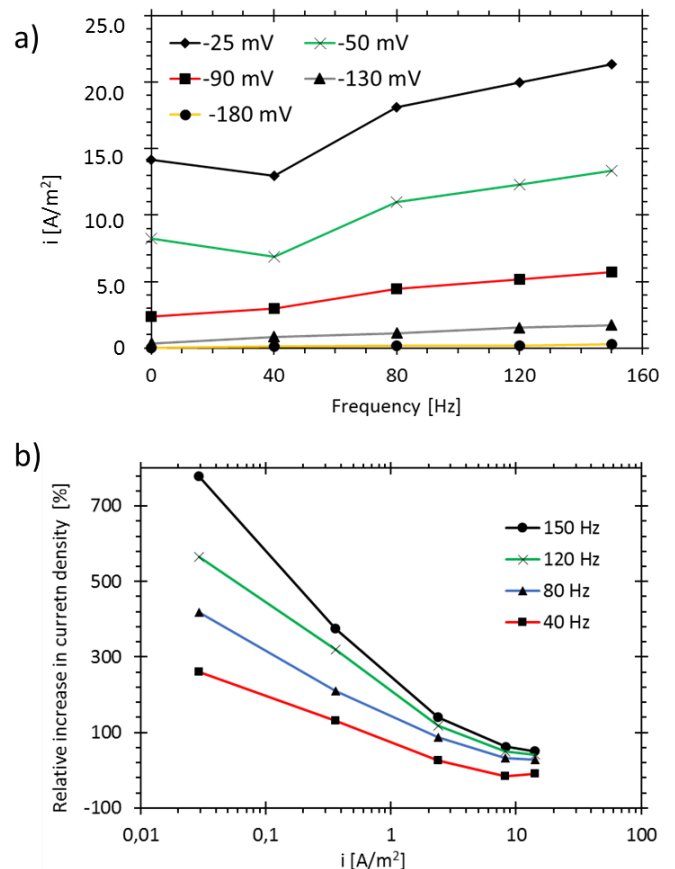 a)
25.0
20.0
15.0
10.0
5.0
0
i [A/m²]
-25 mV
-50 mV
-90 mV
-130 mV
-180 mV
0 40 80 120 160
Frequency [Hz]
b)
Relative increase in curretn density [%]
700
500
300
100
-100
150 Hz
120 Hz
80 Hz
40 Hz
0,01 0,1 1 10 100
i [A/m²]